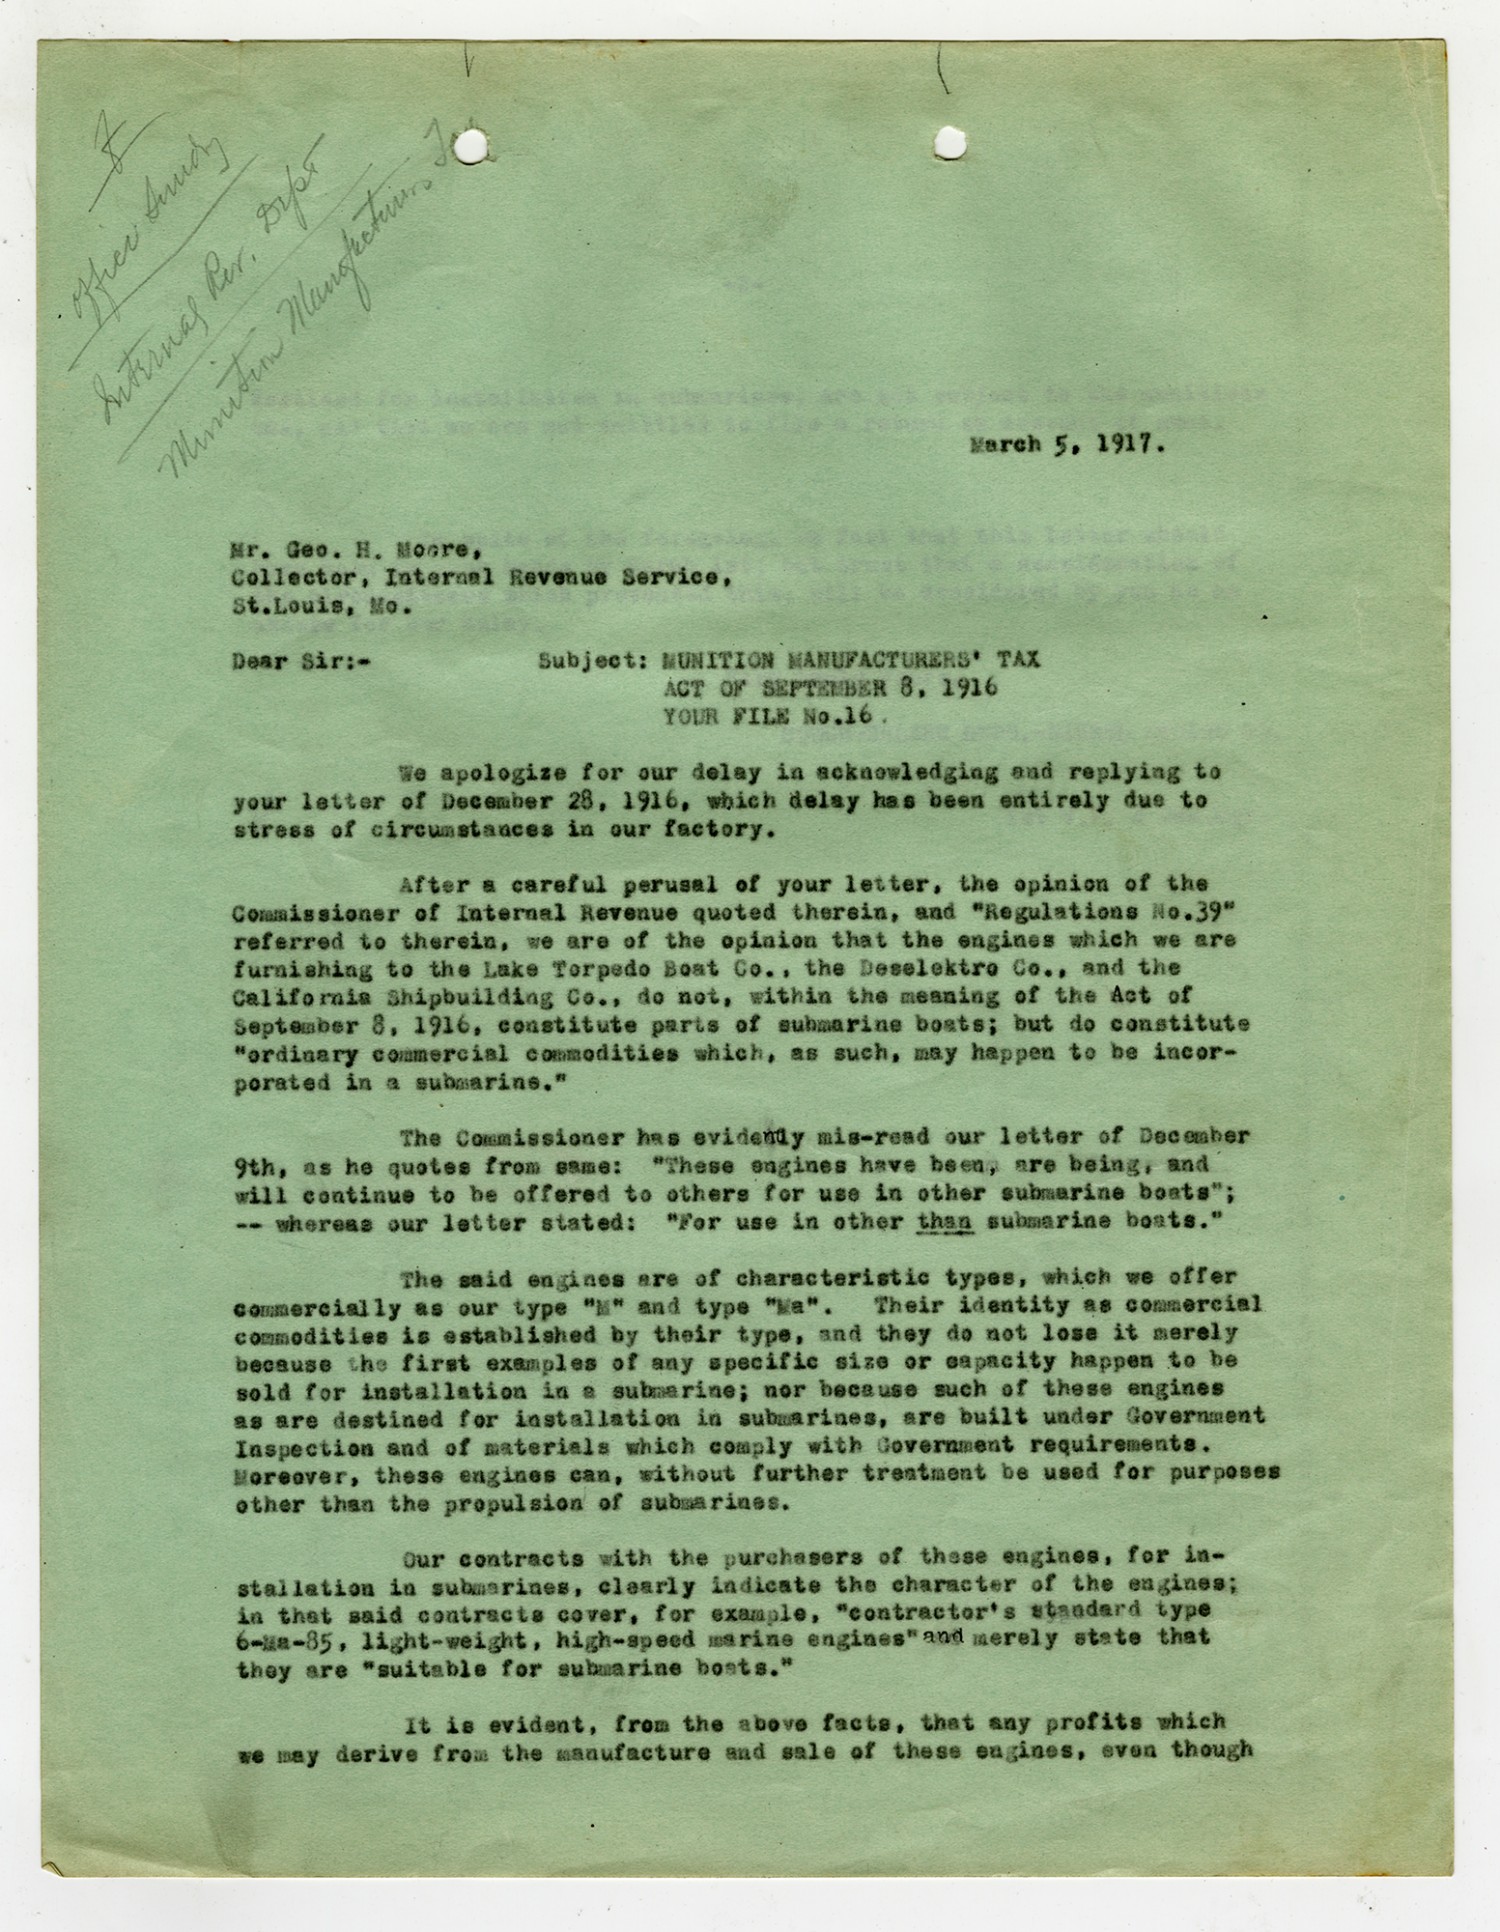 Office Sundry
Internal Rev. Dept
Munition Manufacturers Tax
March 5, 1917.
Mr. Geo. H. Moore,
Collector, Internal Revenue Service,
St.Louis, Mo.
Dear Sir:-
Subject: MUNITION MANUFACTURERS' TAX
ACT OF SEPTEMBER 8, 1916
YOUR FILE No.16.
We apologize for our delay in acknowledging and replying to
your letter of December 28, 1916, which delay has been entirely due to
stress of circumstances in our factory.
After a careful perusal of your letter, the opinion of the
Commissioner of Internal Revenue quoted therein, and "Regulations No.39"
referred to therein, we are of the opinion that the engines which we are
furnishing to the Lake Torpedo Boat Co., the Deselektro Co., and the
California Shipbuilding Co., do not, within the meaning of the Act of
September 8, 1916, constitute parts of submarine boats; but do constitute
"ordinary commercial commodities which, as such, may happen to be incor-
porated in a submarine."
The Commissioner has evidently mis-read our letter of December
9th, as he quotes from same: "These engines have been, are being, and
will continue to be offered to others for use in other submarine boats";
-- whereas our letter stated: "For use in other than submarine boats."
The said engines are of characteristic types, which we offer
commercially as our type "M" and type "Ma". Their identity as commercial
commodities is established by their type, and they do not lose it merely
because the first examples of any specific size or capacity happen to be
sold for installation in a submarine; nor because such of these engines
as are destined for installation in submarines, are built under Government
Inspection and of materials which comply with Government requirements.
Moreover, these engines can, without further treatment be used for purposes
other than the propulsion of submarines.
Our contracts with the purchasers of these engines, for in-
stallation in submarines, clearly indicate the character of the engines;
in that said contracts cover, for example, "contractor's standard type
6-Ma-85, light-weight, high-speed marine engines" and merely state that
they are "suitable for submarine boats."
It is evident, from the above facts, that any profits which
we may derive from the manufacture and sale of these engines, even though